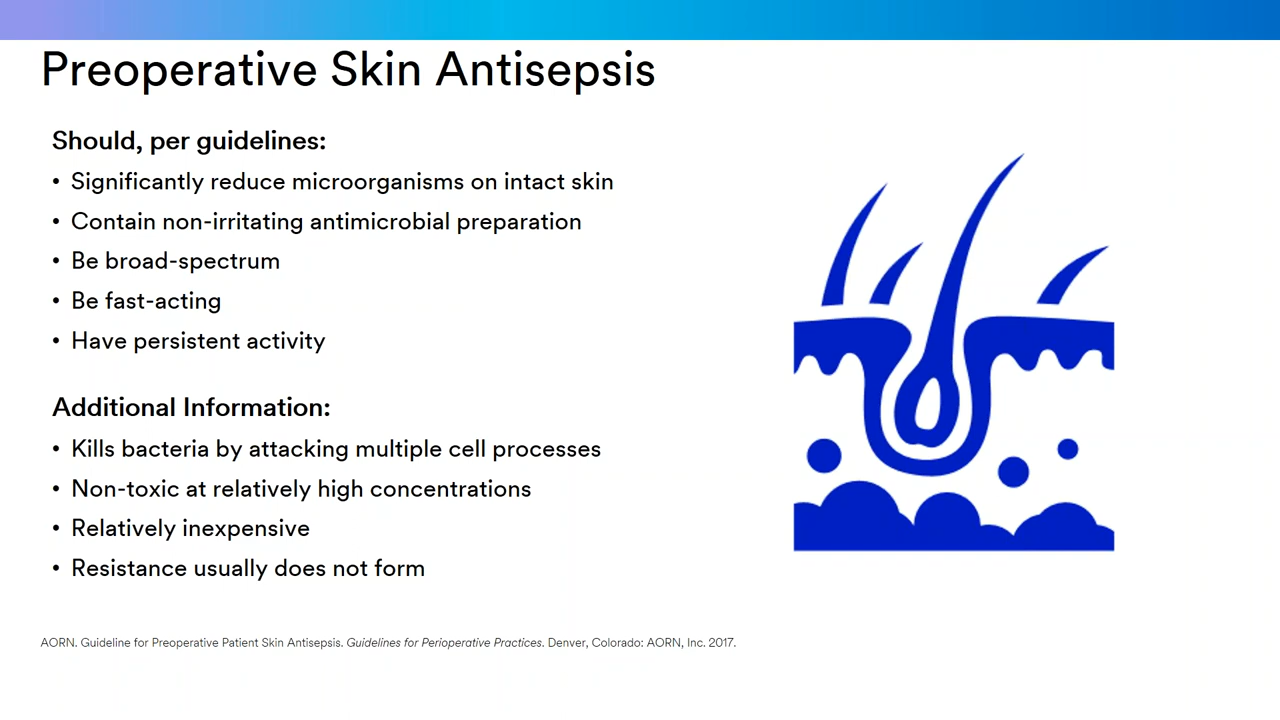 Preoperative Skin Antisepsis
Should, per guidelines:
• Significantly reduce microorganisms on intact skin
• Contain non-irritating antimicrobial preparation
• Be broad-spectrum
• Be fast-acting
• Have persistent activity
Additional Information:
• Kills bacteria by attacking multiple cell processes
• Non-toxic at relatively high concentrations
• Relatively inexpensive
• Resistance usually does not form
AORN. Guideline for Preoperative Patient Skin Antisepsis. Guidelines for Perioperative Practices. Denver, Colorado: AORN, Inc. 2017.